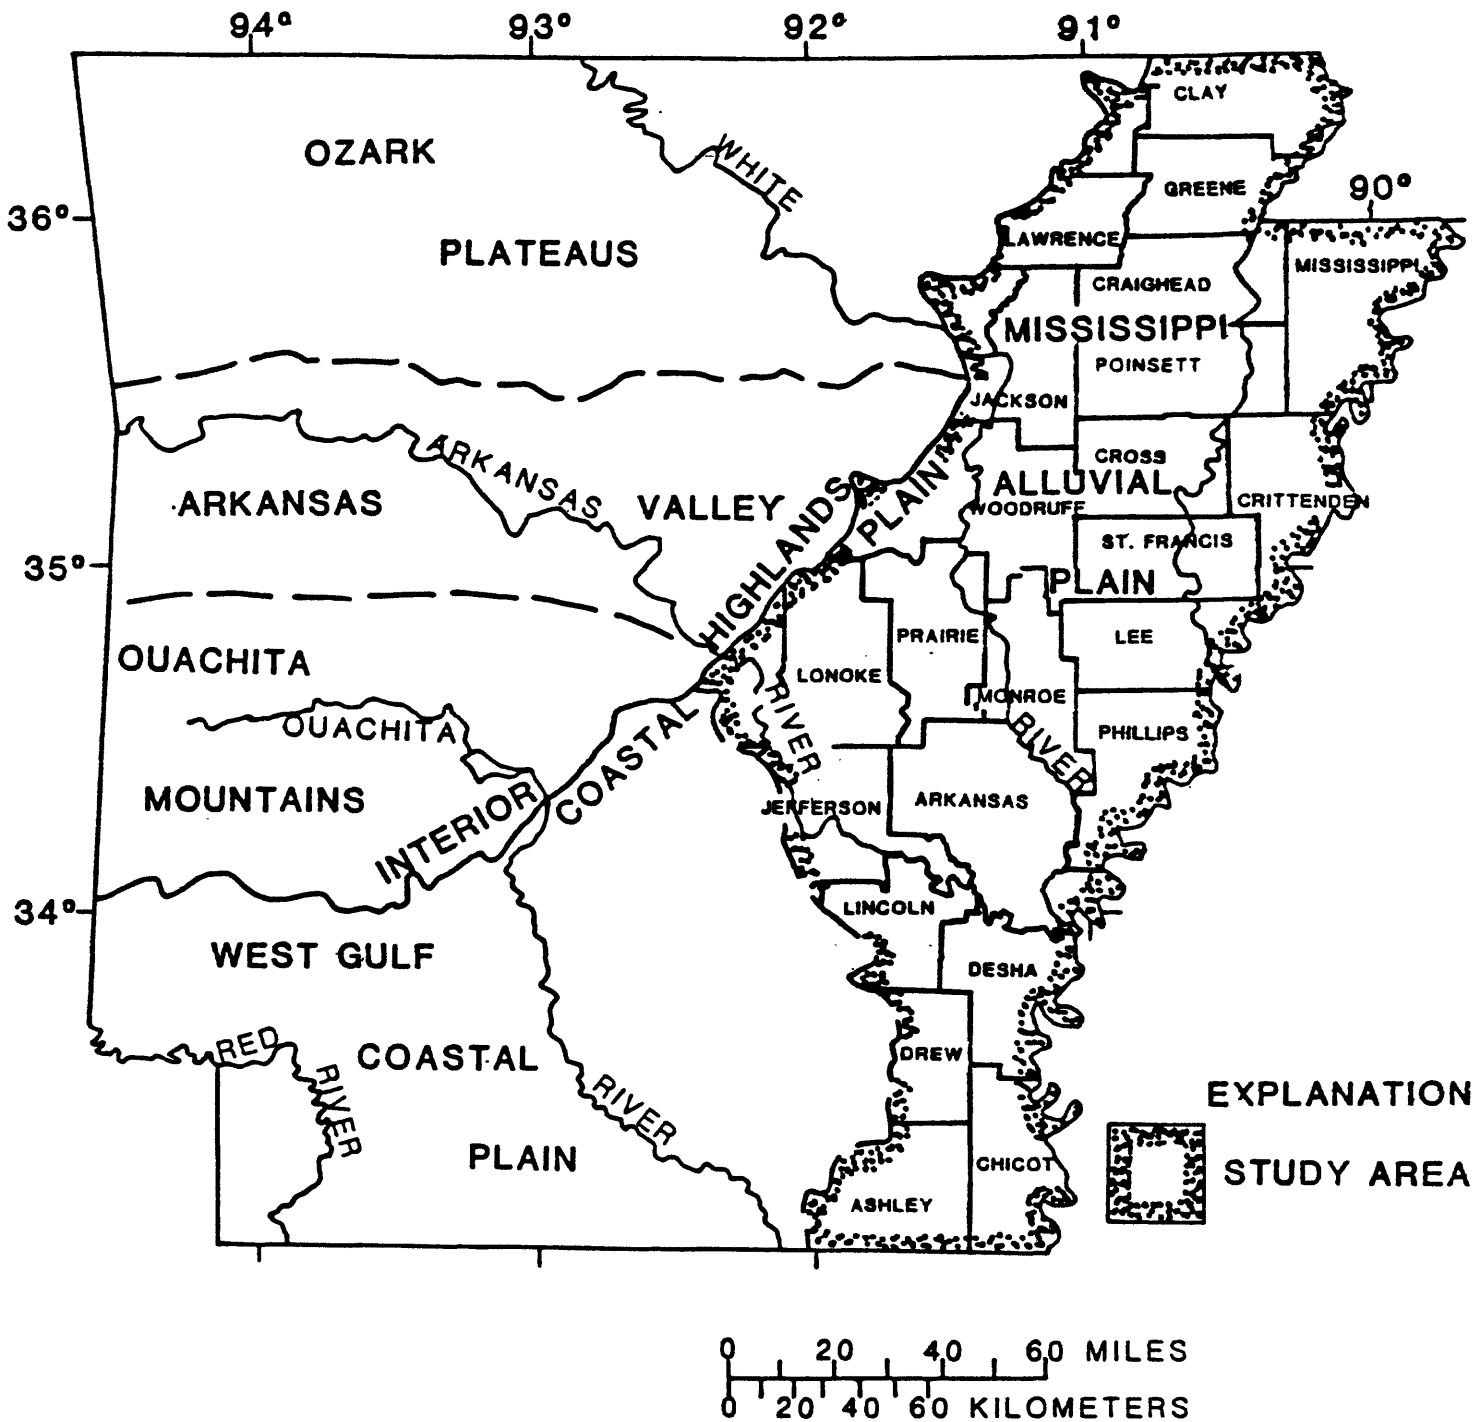 94° 93° 92° 91°
CLAY
OZARK
WHITE
GREENE
90°
36°
LAWRENCE
PLATEAUS
MISSISSIPPI
CRAIGHEAD
MISSISSIPPI
POINSETT
JACKSON
ARKANSAS
CROSS
ARKANSAS
VALLEY
HIGHLANDS
PLAIN
ALLUVIAL
WOODRUFF
CRITTENDEN
ST. FRANCIS
35°
PLAIN
PRAIRIE
LEE
OUACHITA
LONOKE
MONROE
RIVER
OUACHITA
COASTAL
RIVER
PHILLIPS
MOUNTAINS
INTERIOR
JEFFERSON
ARKANSAS
34°
LINCOLN
WEST GULF
DESHA
RED
COASTAL
DREW
RIVER
RIVER
EXPLANATION
PLAIN
CHICOT
STUDY AREA
ASHLEY
0 20 40 60 MILES
0 20 40 60 KILOMETERS